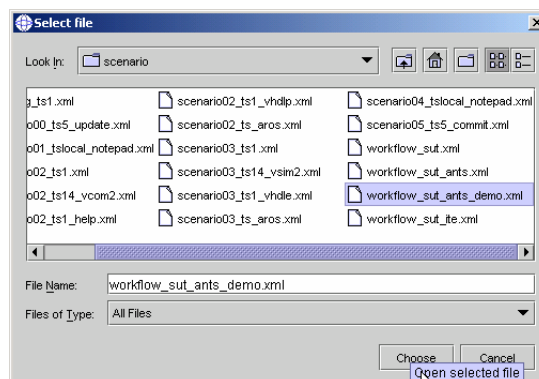 Select file
Look In: scenario
g_ts1.xml scenario02_ts1_vhdlp.xml scenario04_tslocal_notepad.xml
o00_ts5_update.xml scenario02_ts_aros.xml scenario05_ts5_commit.xml
o01_tslocal_notepad.xml scenario03_ts1.xml workflow_sut.xml
o02_ts1.xml scenario03_ts14_vsim2.xml workflow_sut_ants.xml
o02_ts14_vcom2.xml scenario03_ts1_vhdle.xml workflow_sut_ants_demo.xml
o02_ts1_help.xml scenario03_ts_aros.xml workflow_sut_ite.xml
File Name: workflow_sut_ants_demo.xml
Files of Type: All Files
Choose Cancel
Open selected file